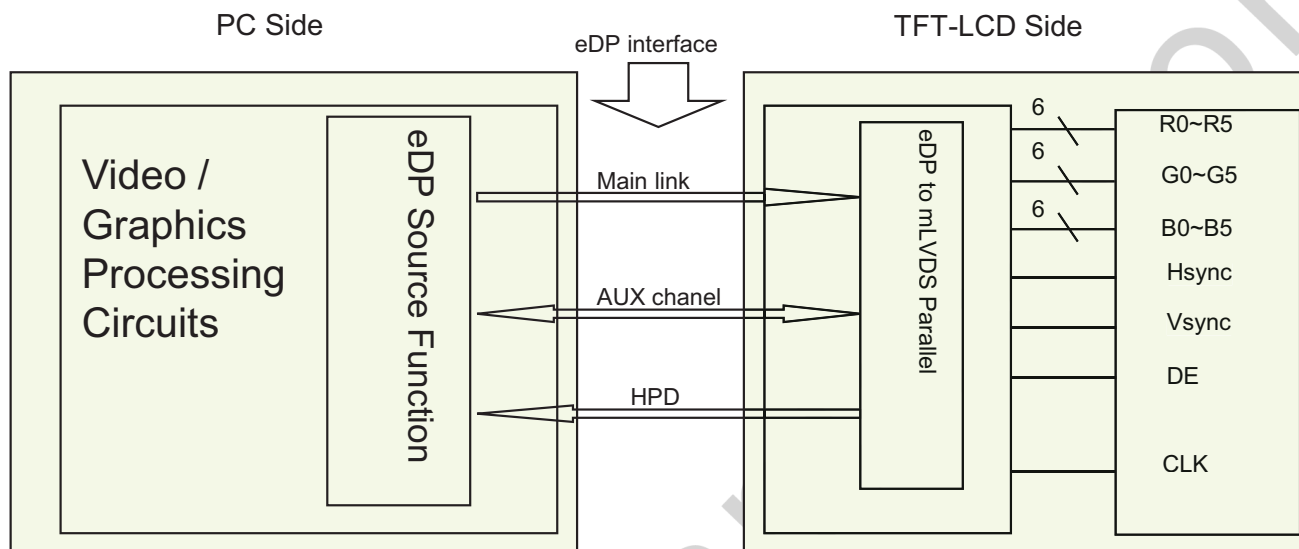 PC Side
eDP interface
TFT-LCD Side
Video /
Graphics
Processing
Circuits
eDP Source Function
Main link
AUX chanel
HPD
eDP to mLVDS Parallel
6
R0~R5
6
G0~G5
6
B0~B5
Hsync
Vsync
DE
CLK